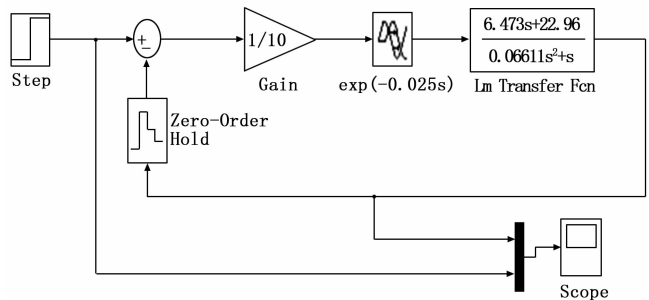 6.473s+22.96
0.06611s²+s
+
−
1/10
Step
Gain
exp(-0.025s)
Lm Transfer Fcn
Zero-Order
Hold
Scope